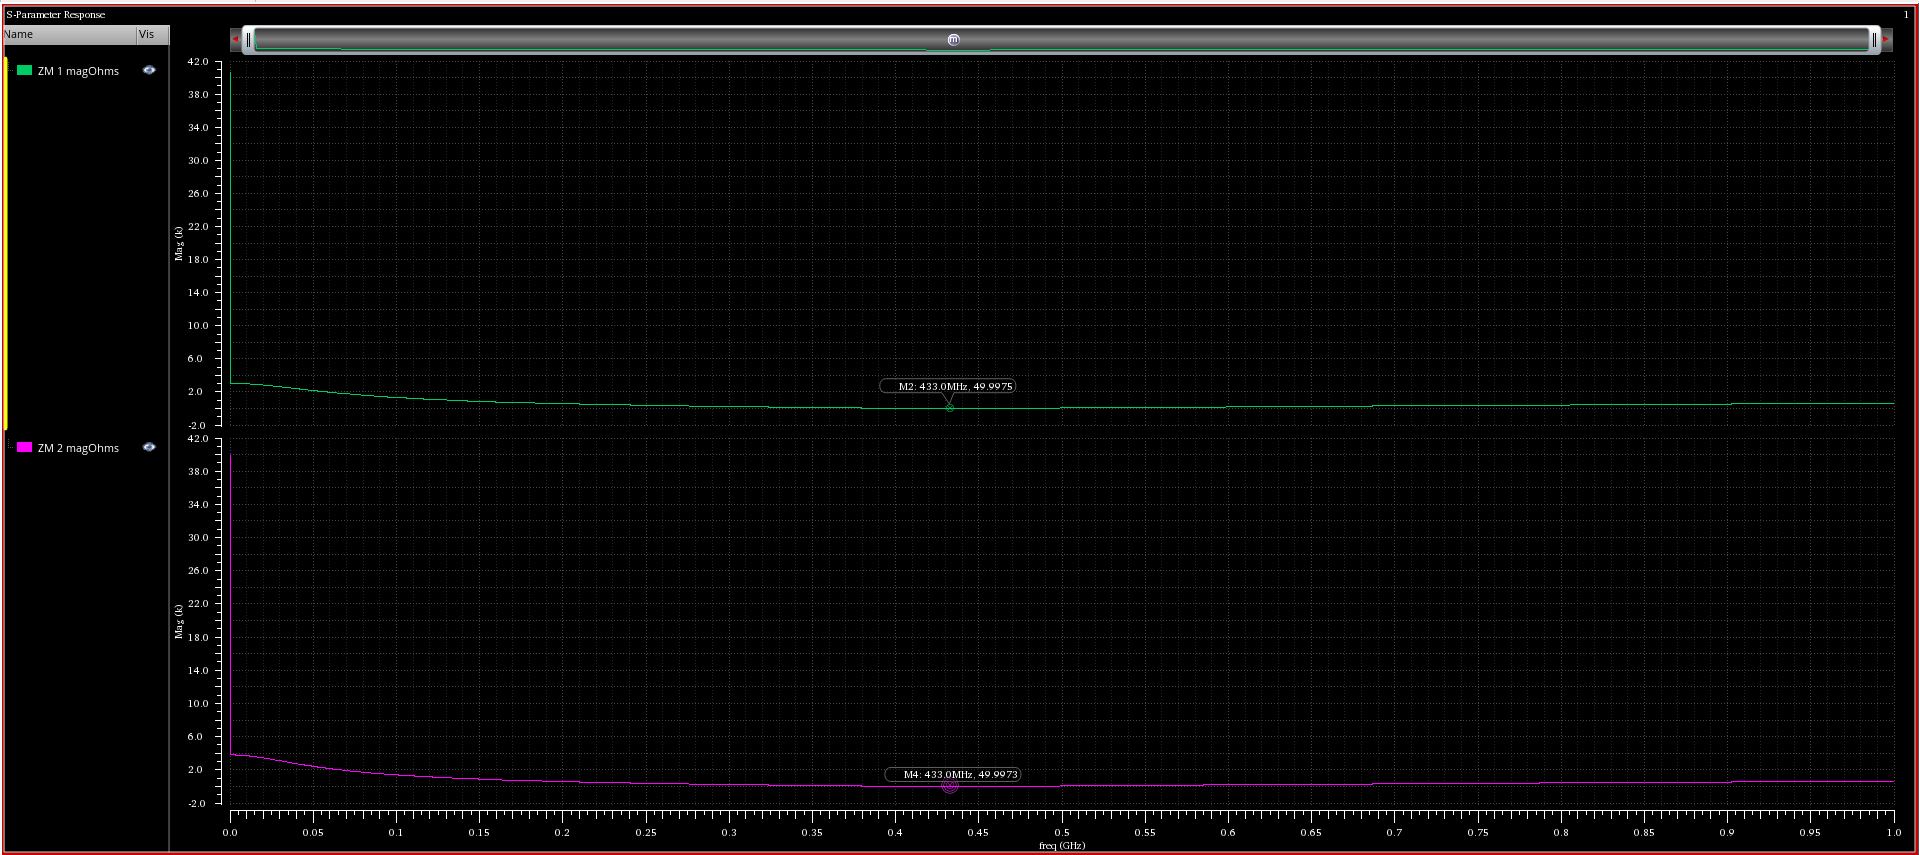 S-Parameter Response
1
Name Vis
m
ZM 1 magOhms
42.0
38.0
34.0
30.0
26.0
22.0
18.0
14.0
10.0
6.0
2.0
-2.0
Mag (k)
M2: 433.0MHz, 49.9975
ZM 2 magOhms
42.0
38.0
34.0
30.0
26.0
22.0
18.0
14.0
10.0
6.0
2.0
-2.0
Mag (k)
M4: 433.0MHz, 49.9973
0.0 0.05 0.1 0.15 0.2 0.25 0.3 0.35 0.4 0.45 0.5 0.55 0.6 0.65 0.7 0.75 0.8 0.85 0.9 0.95 1.0
freq (GHz)